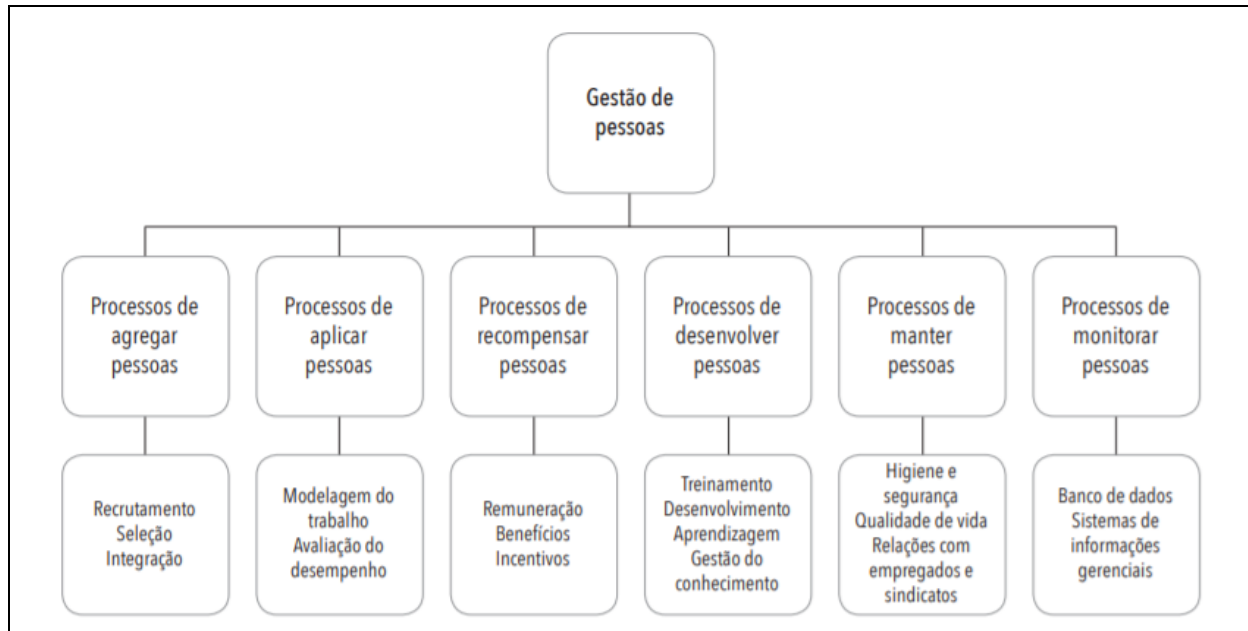 Gestão de
pessoas
Processos de
agregar
pessoas
Processos de
aplicar
pessoas
Processos de
recompensar
pessoas
Processos de
desenvolver
pessoas
Processos de
manter
pessoas
Processos de
monitorar
pessoas
Recrutamento
Seleção
Integração
Modelagem do
trabalho
Avaliação do
desempenho
Remuneração
Benefícios
Incentivos
Treinamento
Desenvolvimento
Aprendizagem
Gestão do
conhecimento
Higiene e
segurança
Qualidade de vida
Relações com
empregados e
sindicatos
Banco de dados
Sistemas de
informações
gerenciais